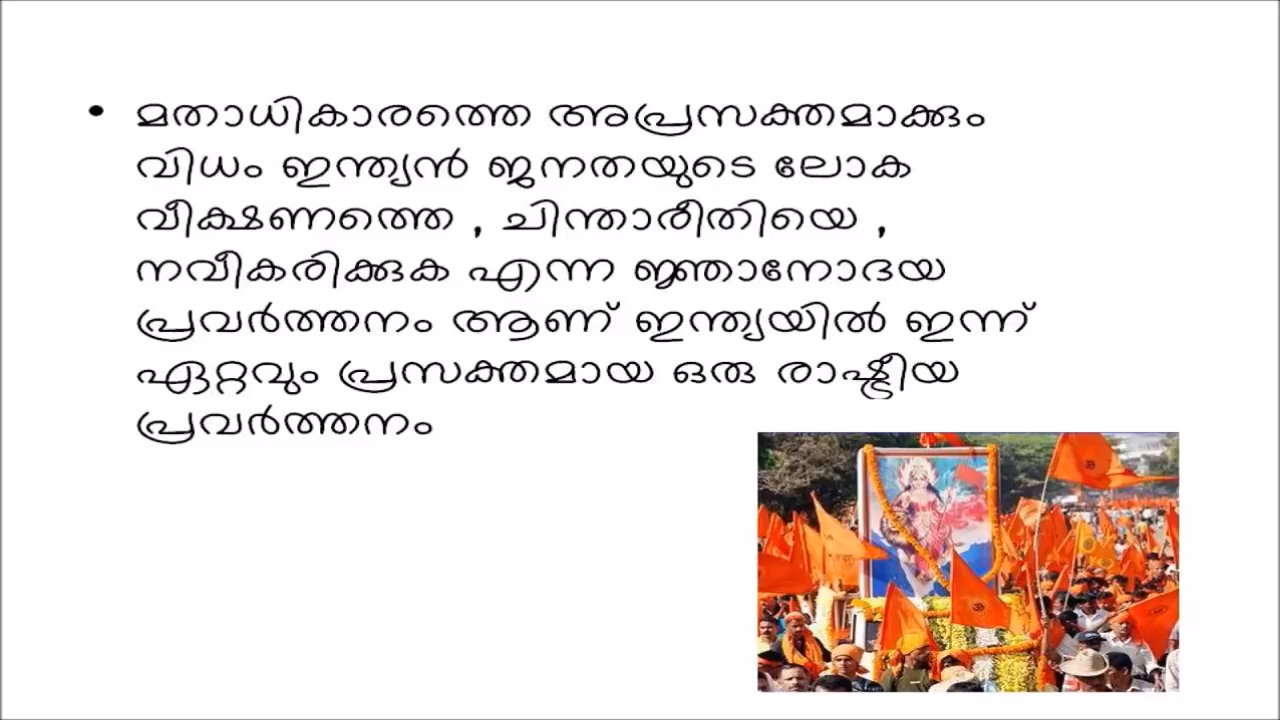 • മതാധികാരത്തെ അപ്രസക്തമാക്കും
വിധം ഇന്ത്യൻ ജനതയുടെ ലോക
വീക്ഷണത്തെ , ചിന്താരീതിയെ ,
നവീകരിക്കുക എന്ന ജ്ഞാനോദയ
പ്രവർത്തനം ആണ് ഇന്ത്യയിൽ ഇന്ന്
ഏറ്റവും പ്രസക്തമായ ഒരു രാഷ്ട്രീയ
പ്രവർത്തനം